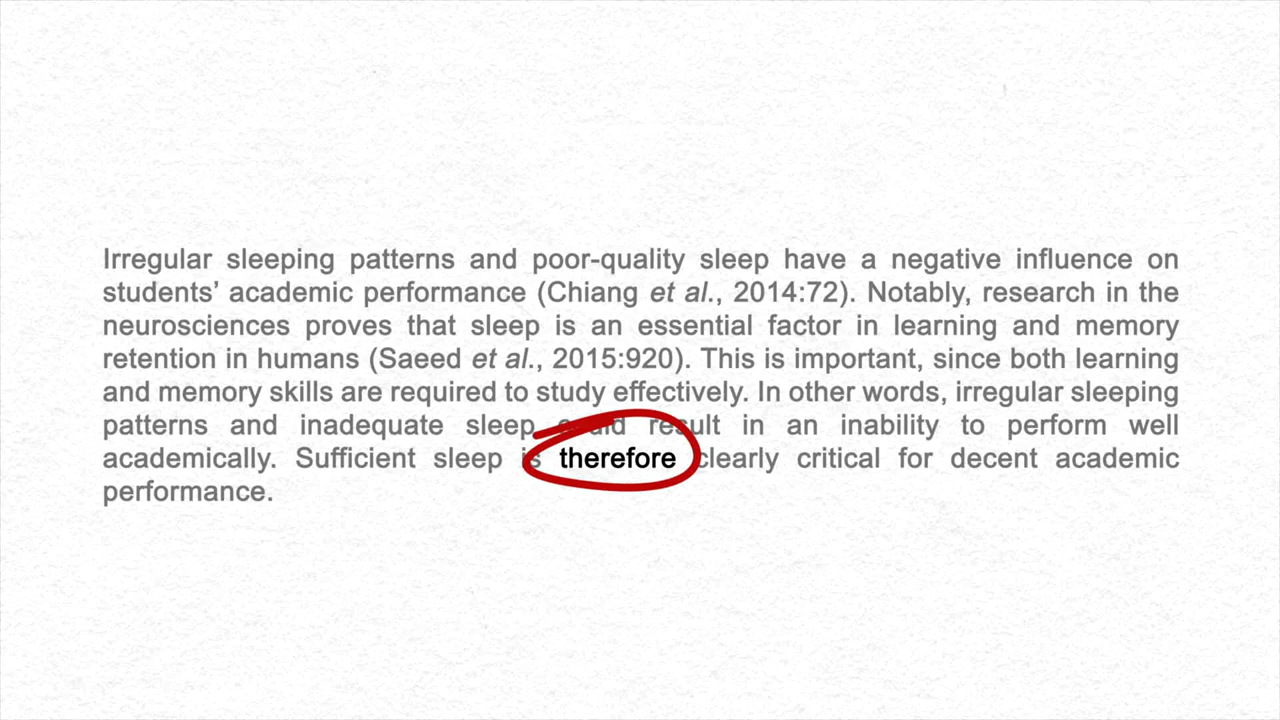 Irregular sleeping patterns and poor-quality sleep have a negative influence on
students’ academic performance (Chiang et al., 2014:72). Notably, research in the
neurosciences proves that sleep is an essential factor in learning and memory
retention in humans (Saeed et al., 2015:920). This is important, since both learning
and memory skills are required to study effectively. In other words, irregular sleeping
patterns and inadequate sleep could result in an inability to perform well
academically. Sufficient sleep is therefore clearly critical for decent academic
performance.